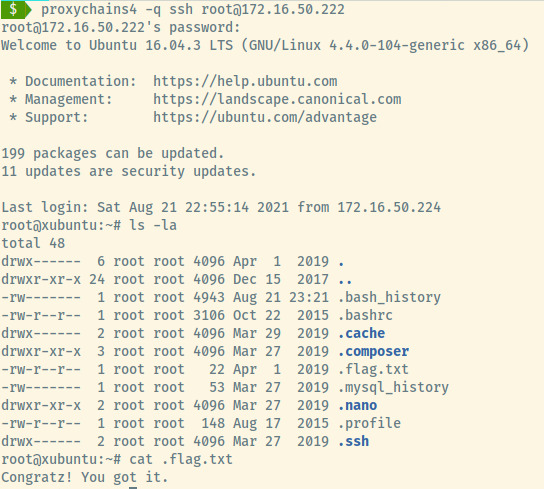 $ proxychains4 -q ssh root@172.16.50.222
root@172.16.50.222's password:
Welcome to Ubuntu 16.04.3 LTS (GNU/Linux 4.4.0-104-generic x86_64)
* Documentation:  https://help.ubuntu.com
* Management:     https://landscape.canonical.com
* Support:        https://ubuntu.com/advantage
199 packages can be updated.
11 updates are security updates.
Last login: Sat Aug 21 22:55:14 2021 from 172.16.50.224
root@xubuntu:~# ls -la
total 48
drwx------  6 root root 4096 Apr  1  2019 .
drwxr-xr-x 24 root root 4096 Dec 15  2017 ..
-rw-------  1 root root 4943 Aug 21 23:21 .bash_history
-rw-r--r--  1 root root 3106 Oct 22  2015 .bashrc
drwx------  2 root root 4096 Mar 29  2019 .cache
drwxr-xr-x  3 root root 4096 Mar 27  2019 .composer
-rw-r--r--  1 root root   22 Apr  1  2019 .flag.txt
-rw-------  1 root root   53 Mar 27  2019 .mysql_history
drwxr-xr-x  2 root root 4096 Mar 27  2019 .nano
-rw-r--r--  1 root root  148 Aug 17  2015 .profile
drwx------  2 root root 4096 Mar 27  2019 .ssh
root@xubuntu:~# cat .flag.txt
Congratz! You got it.